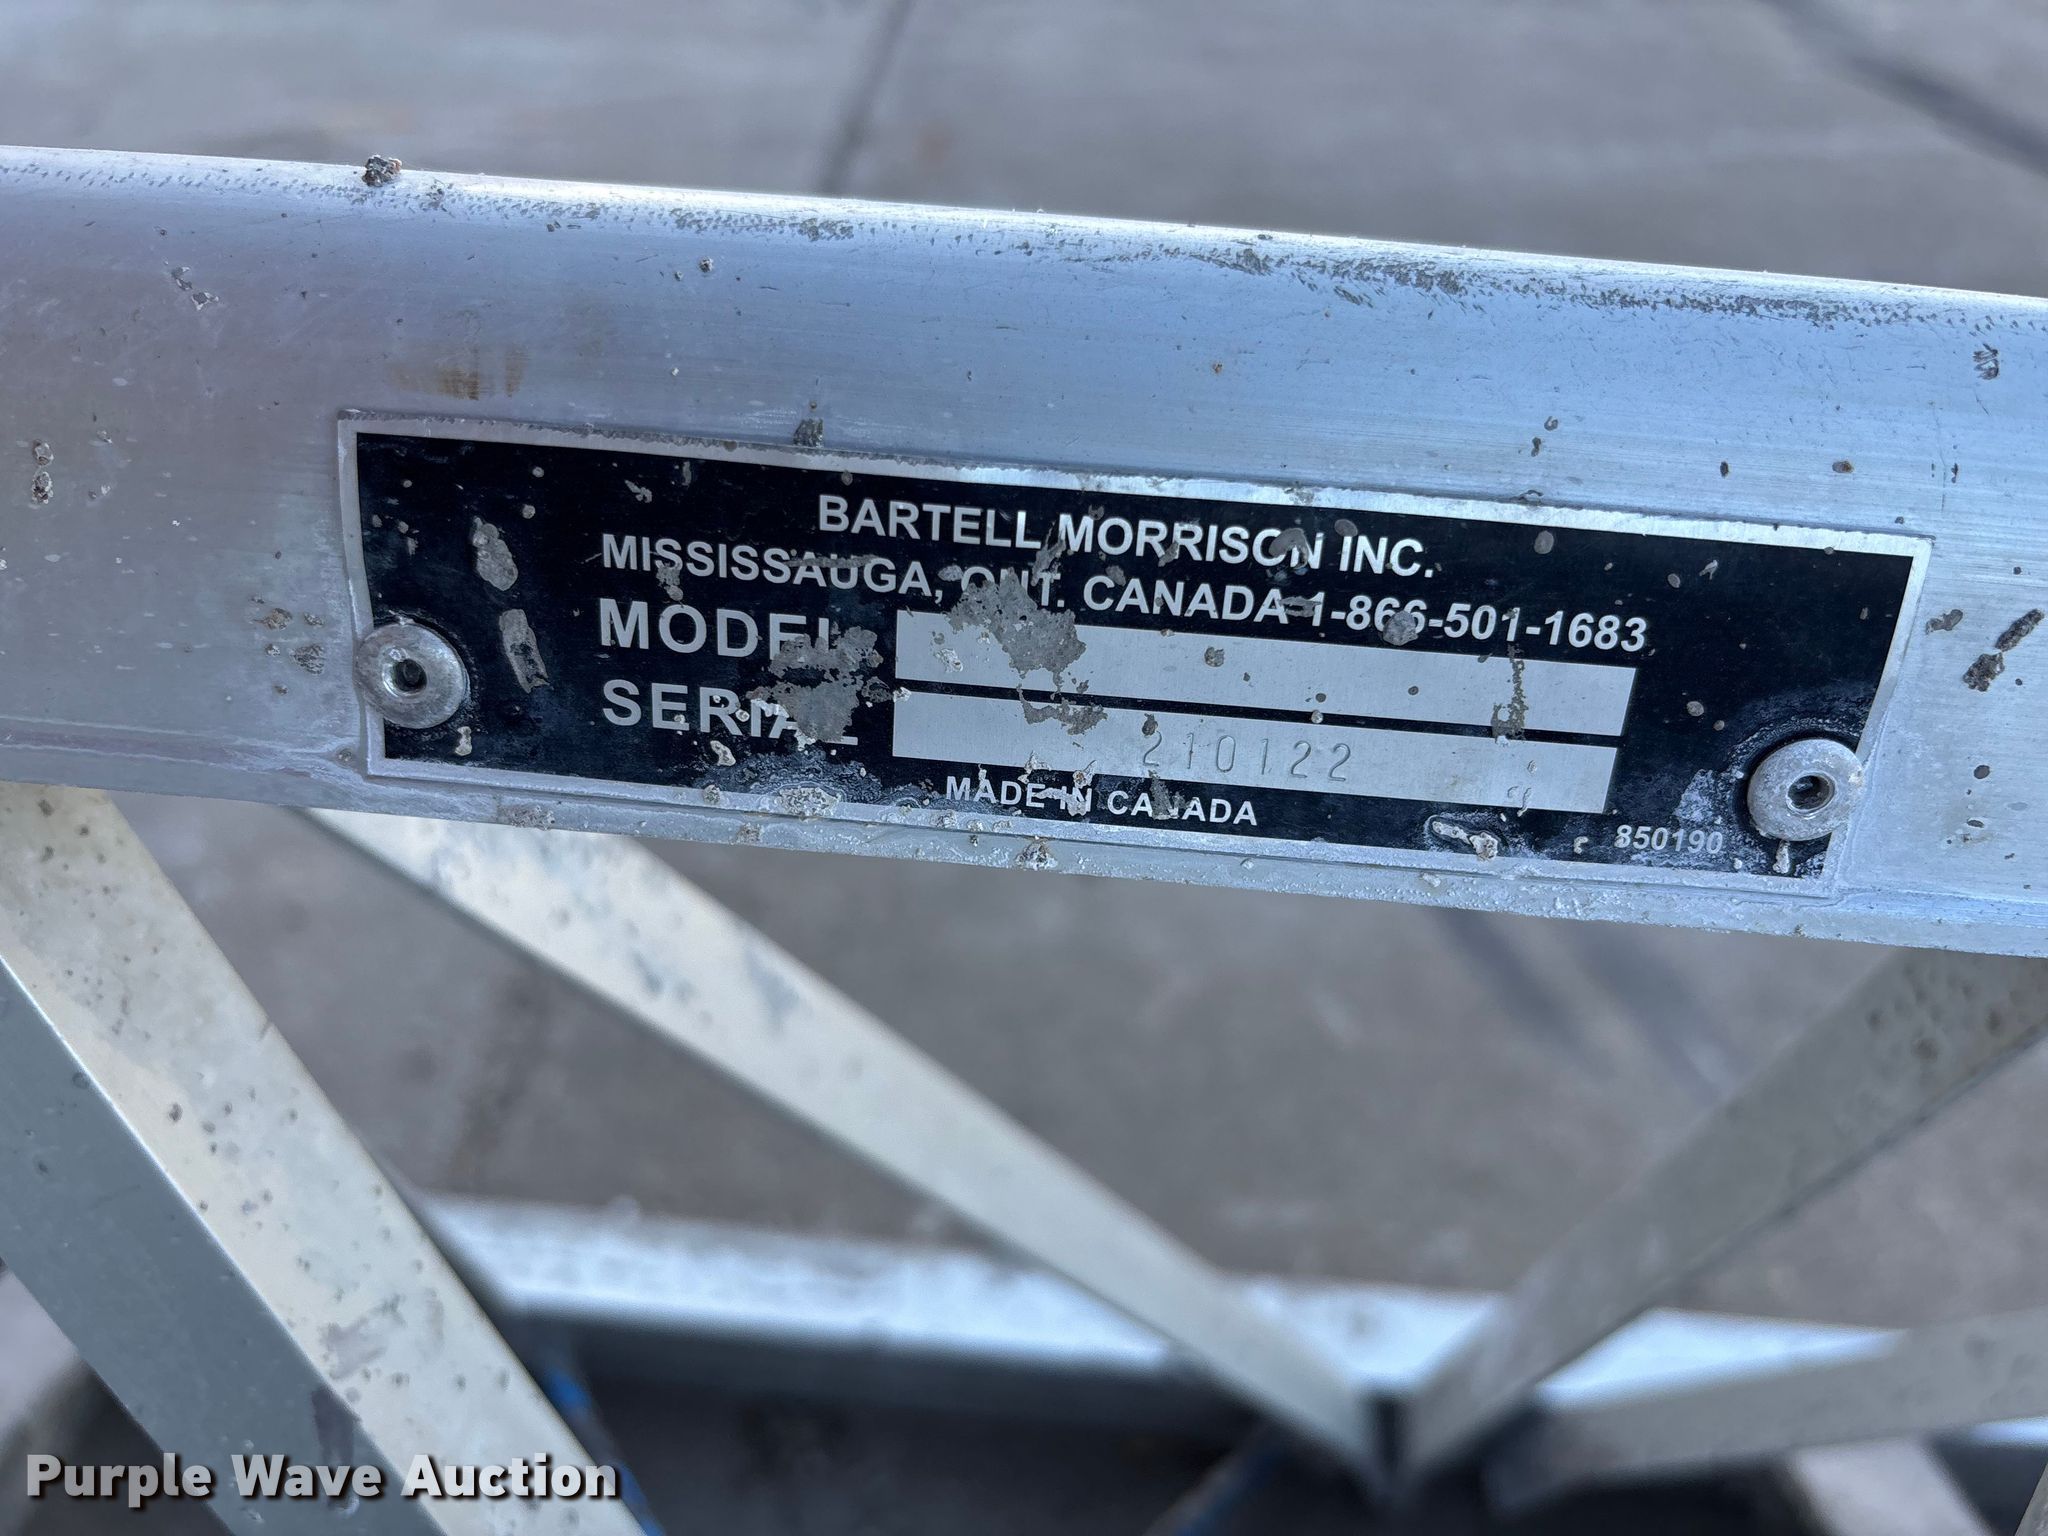 BARTELL MORRISON INC.
MISSISSAUGA, ONT. CANADA 1-866-501-1683
MODEL
SERIAL 210122
MADE IN CANADA
850190
Purple Wave Auction